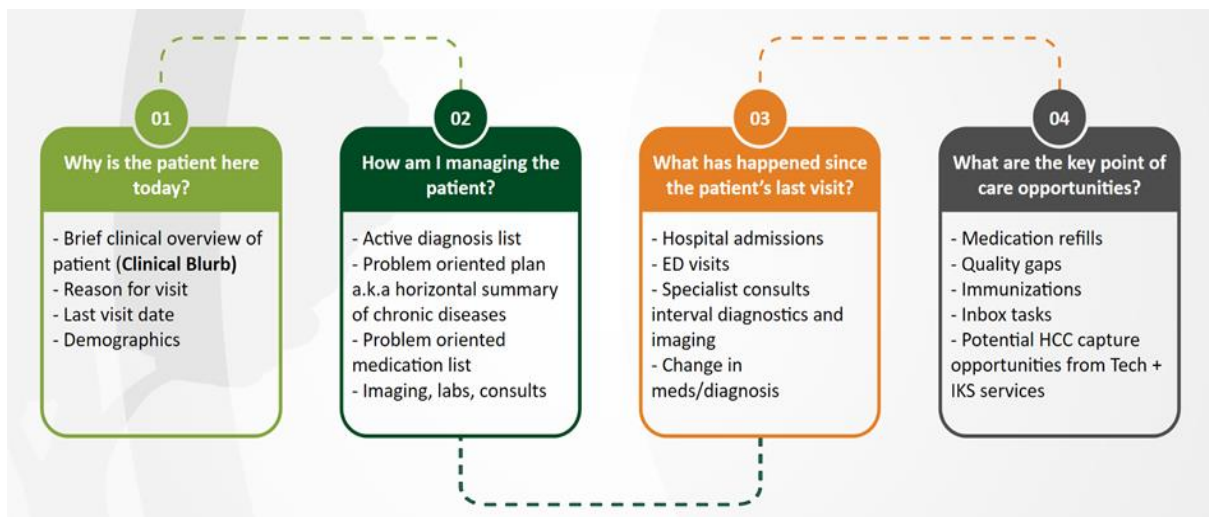 01
Why is the patient here
today?
- Brief clinical overview of
patient (Clinical Blurb)
- Reason for visit
- Last visit date
- Demographics
02
How am I managing the
patient?
- Active diagnosis list
- Problem oriented plan
a.k.a horizontal summary
of chronic diseases
- Problem oriented
medication list
- Imaging, labs, consults
03
What has happened since
the patient's last visit?
- Hospital admissions
- ED visits
- Specialist consults
interval diagnostics and
imaging
- Change in
meds/diagnosis
04
What are the key point of
care opportunities?
- Medication refills
- Quality gaps
- Immunizations
- Inbox tasks
- Potential HCC capture
opportunities from Tech +
IKS services